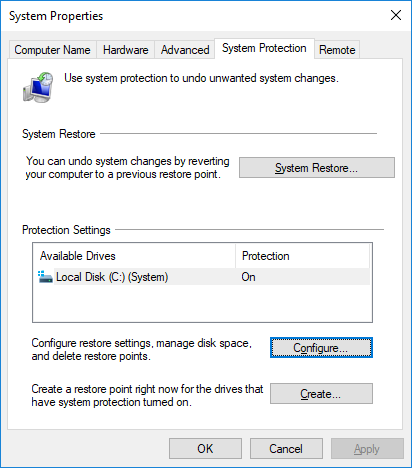 System Properties
Computer Name Hardware Advanced System Protection Remote
Use system protection to undo unwanted system changes.
System Restore
You can undo system changes by reverting
your computer to a previous restore point.
System Restore...
Protection Settings
Available Drives Protection
Local Disk (C:) (System) On
Configure restore settings, manage disk space,
and delete restore points.
Configure...
Create a restore point right now for the drives that
have system protection turned on.
Create...
OK Cancel Apply